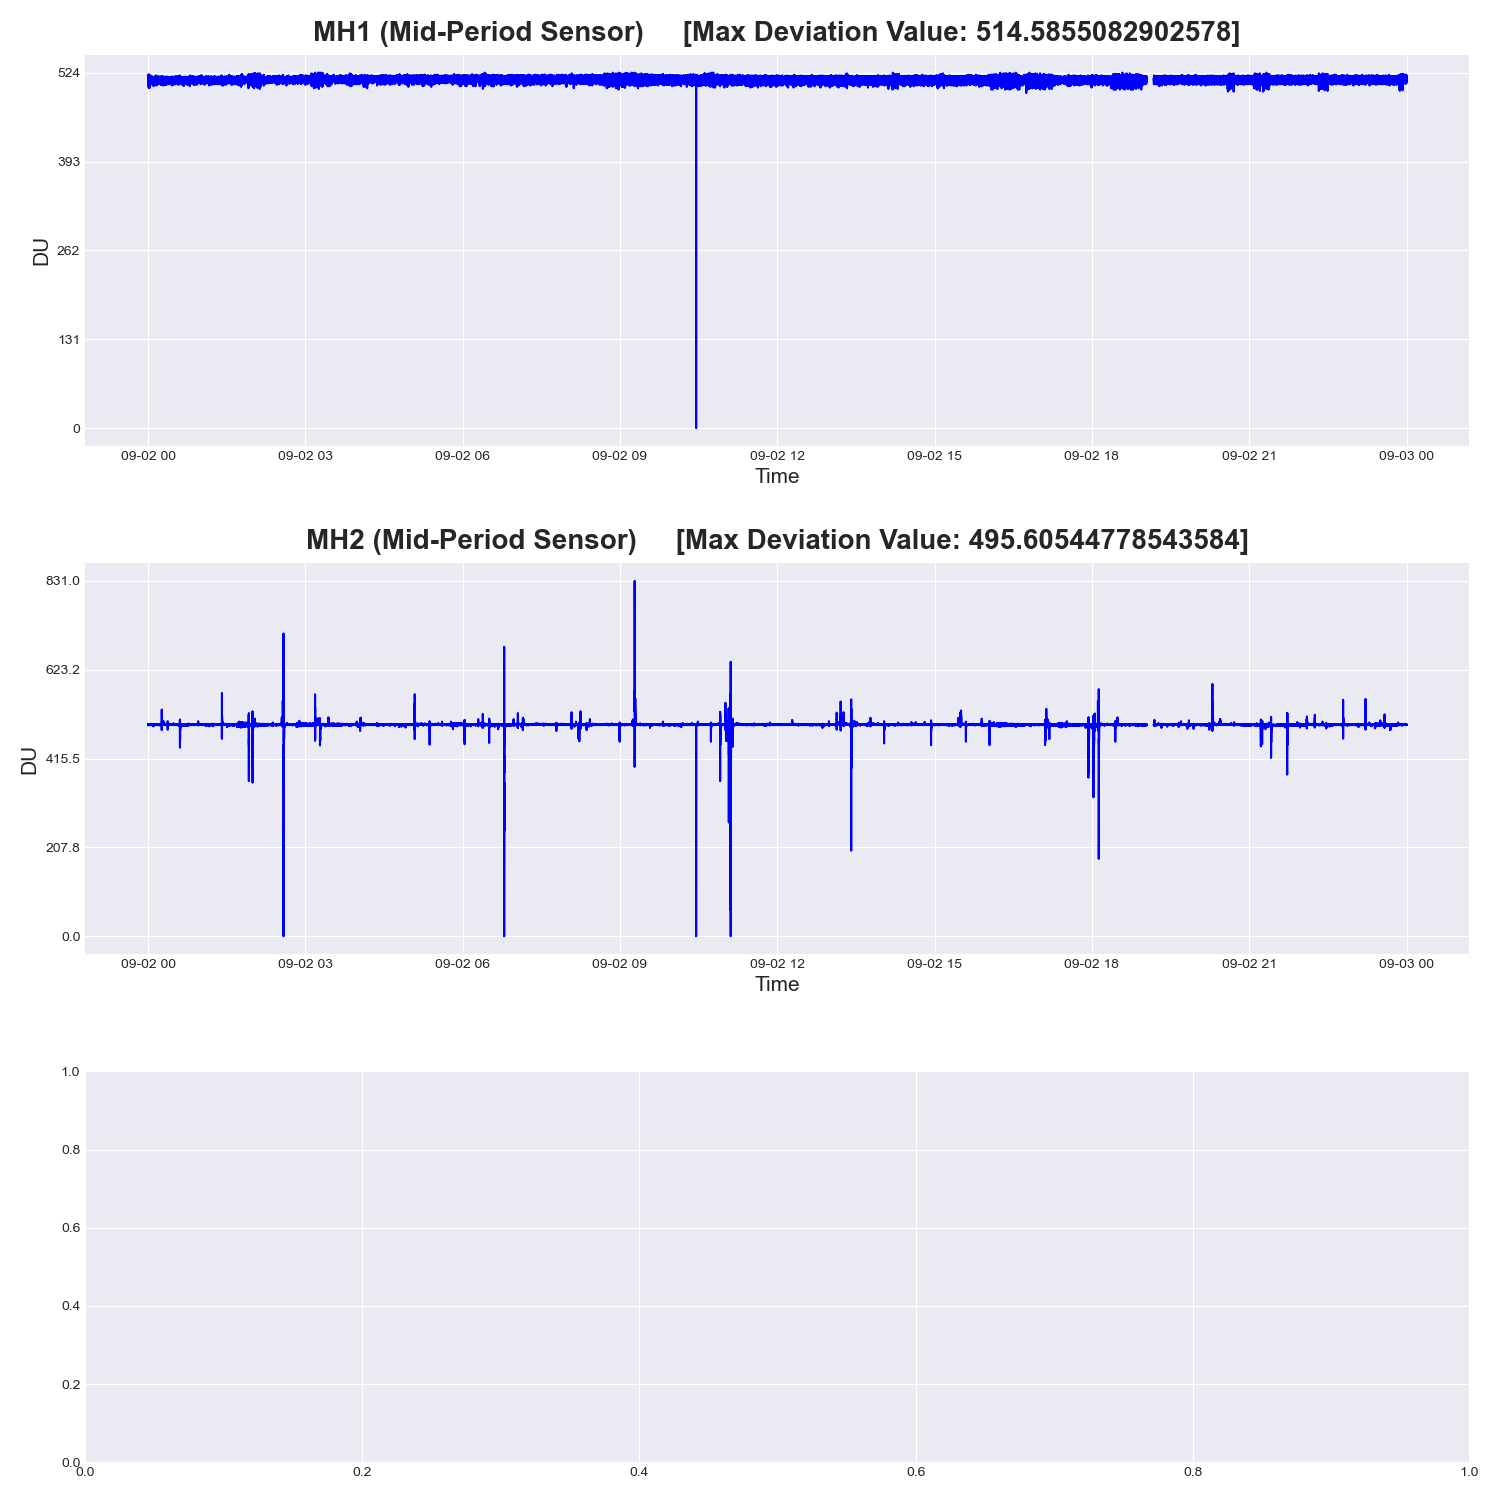 MH1 (Mid-Period Sensor) [Max Deviation Value: 514.5855082902578]
524
393
262
131
0
DU
09-02 00 09-02 03 09-02 06 09-02 09 09-02 12 09-02 15 09-02 18 09-02 21 09-03 00
Time
MH2 (Mid-Period Sensor) [Max Deviation Value: 495.60544778543584]
831.0
623.2
415.5
207.8
0.0
DU
09-02 00 09-02 03 09-02 06 09-02 09 09-02 12 09-02 15 09-02 18 09-02 21 09-03 00
Time
1.0
0.8
0.6
0.4
0.2
0.0
0.0 0.2 0.4 0.6 0.8 1.0